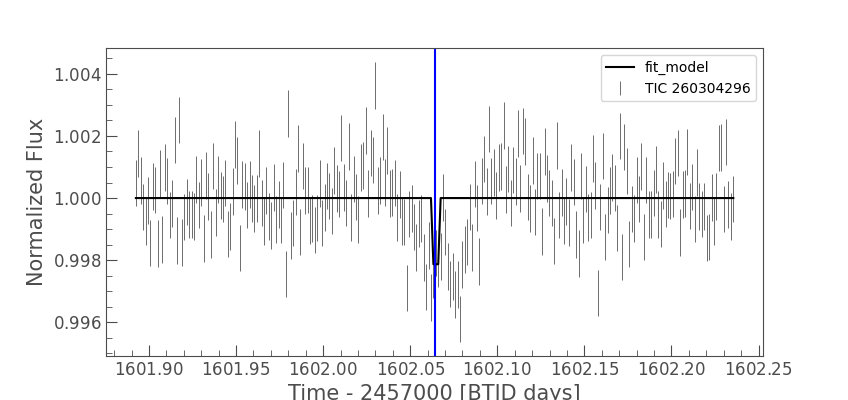 fit_model
TIC 260304296
1.004
1.002
1.000
0.998
0.996
Normalized Flux
1601.90 1601.95 1602.00 1602.05 1602.10 1602.15 1602.20 1602.25
Time - 2457000 [BTJD days]